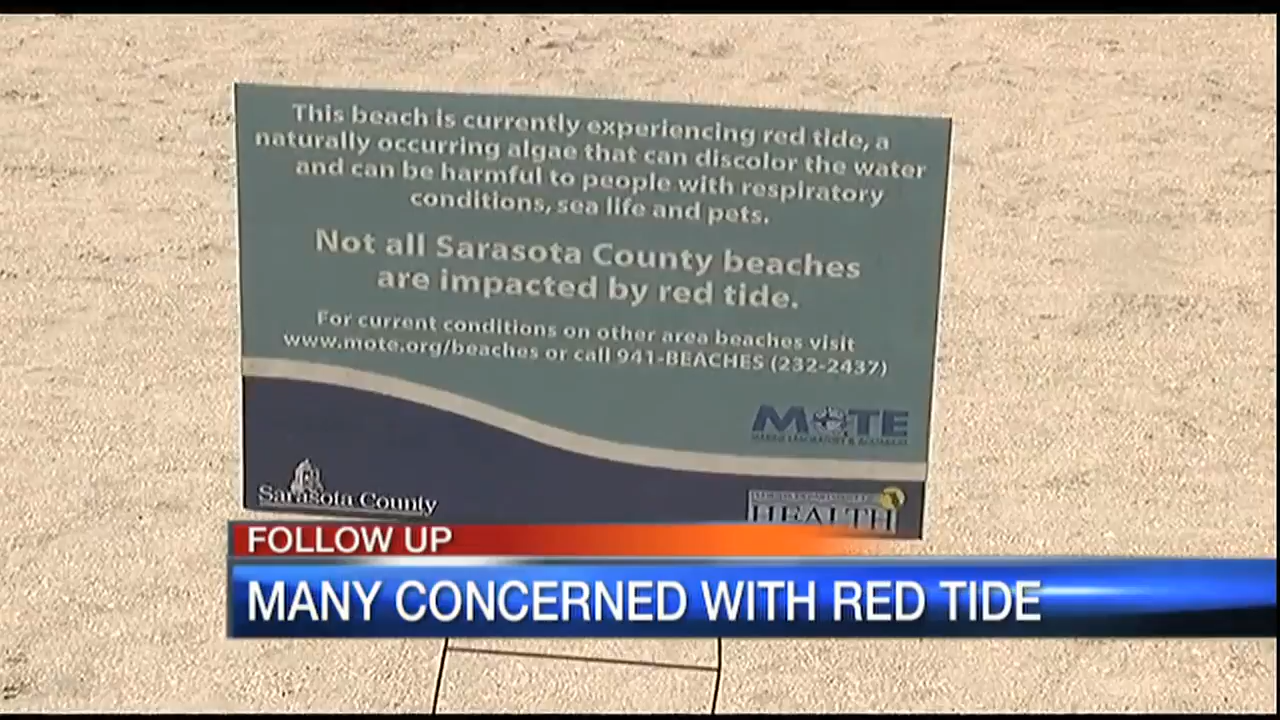 This beach is currently experiencing red tide, a
naturally occurring algae that can discolor the water
and can be harmful to people with respiratory
conditions, sea life and pets.
Not all Sarasota County beaches
are impacted by red tide.
For current conditions on other area beaches visit
www.mote.org/beaches or call 941-BEACHES (232-2437)
MOTE
MARINE LABORATORY & AQUARIUM
Sarasota County
HEALTH
FOLLOW UP
MANY CONCERNED WITH RED TIDE